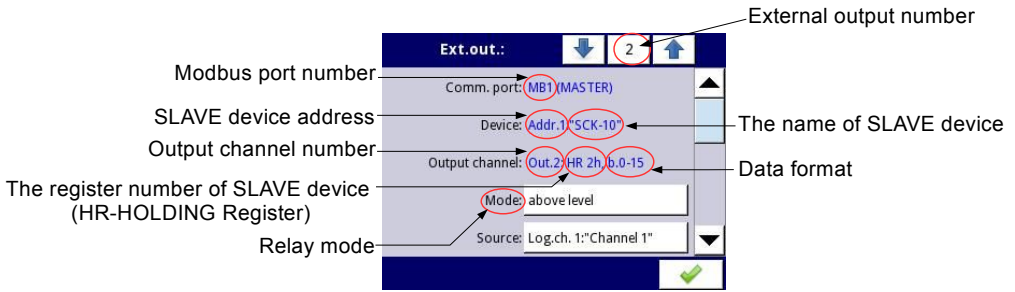 External output number
Ext.out.:
2
Modbus port number
Comm. port: MB1 (MASTER)
SLAVE device address
Device: Addr.1 "SCK-10"
The name of SLAVE device
Output channel number
Output channel: Out.2: HR 2h, b.0-15
Data format
The register number of SLAVE device
(HR-HOLDING Register)
Mode: above level
Relay mode
Source: Log.ch. 1:"Channel 1"